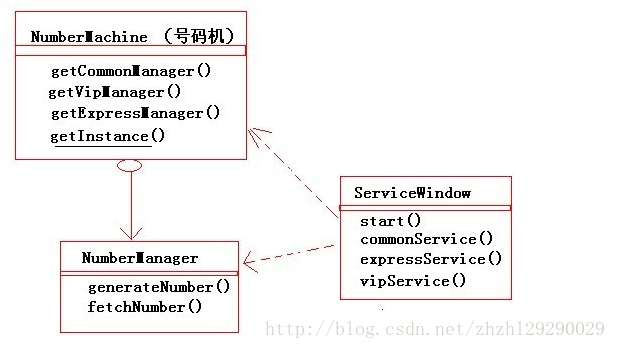 NumberMachine （号码机）
getCommonManager()
getVipManager()
getExpressManager()
getInstance()
ServiceWindow
start()
commonService()
expressService()
vipService()
NumberManager
generateNumber()
fetchNumber()
http://blog.csdn.net/zhzh129290029